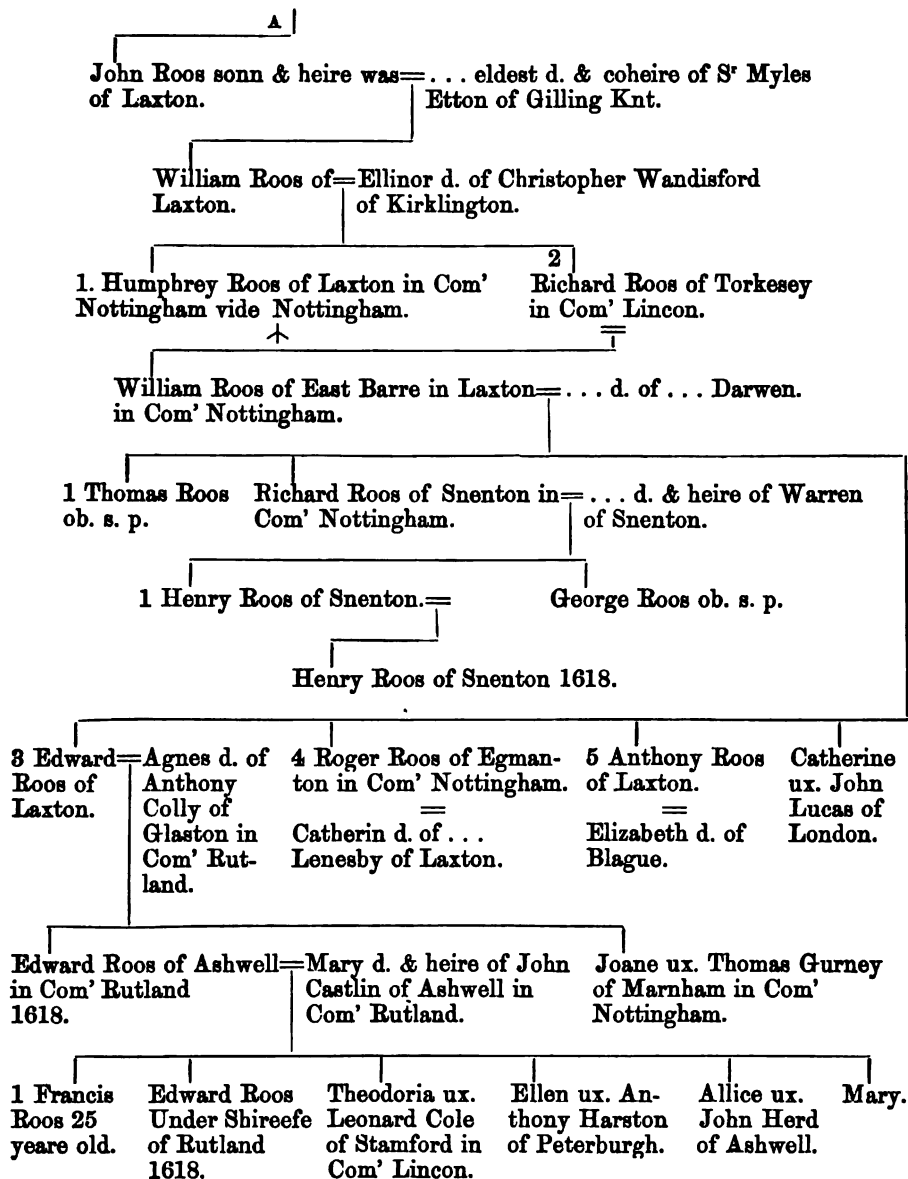 A
John Roos sonn & heire was= . . . eldest d. & coheire of Sʳ Myles
of Laxton. Etton of Gilling Knt.
William Roos of=Ellinor d. of Christopher Wandisford
Laxton. of Kirklington.
2
1. Humphrey Roos of Laxton in Com' Richard Roos of Torkesey
Nottingham vide Nottingham. in Com' Lincon.
=
William Roos of East Barre in Laxton= . . . d. of . . . Darwen.
in Com' Nottingham.
1 Thomas Roos Richard Roos of Snenton in= . . . d. & heire of Warren
ob. s. p. Com' Nottingham. of Snenton.
1 Henry Roos of Snenton.= George Roos ob. s. p.
Henry Roos of Snenton 1618.
3 Edward=Agnes d. of
Roos of Anthony
Laxton. Colly of
Glaston in
Com' Rut-
land.
4 Roger Roos of Egman-
ton in Com' Nottingham.
=
Catherin d. of . . .
Lenesby of Laxton.
5 Anthony Roos
of Laxton.
=
Elizabeth d. of
Blague.
Catherine
ux. John
Lucas of
London.
Edward Roos of Ashwell=Mary d. & heire of John
in Com' Rutland Castlin of Ashwell in
1618. Com' Rutland.
Joane ux. Thomas Gurney
of Marnham in Com'
Nottingham.
1 Francis
Roos 25
yeare old.
Edward Roos
Under Shireefe
of Rutland
1618.
Theodoria ux.
Leonard Cole
of Stamford in
Com' Lincon.
Ellen ux. An-
thony Harston
of Peterburgh.
Allice ux.
John Herd
of Ashwell.
Mary.